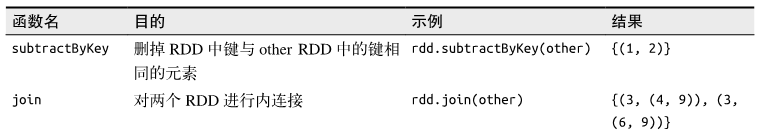 函数名 目的 示例 结果
subtractByKey 删掉 RDD 中键与 other RDD 中的键相 rdd.subtractByKey(other) {(1, 2)}
同的元素
join 对两个 RDD 进行内连接 rdd.join(other) {(3, (4, 9)), (3,
(6, 9))}